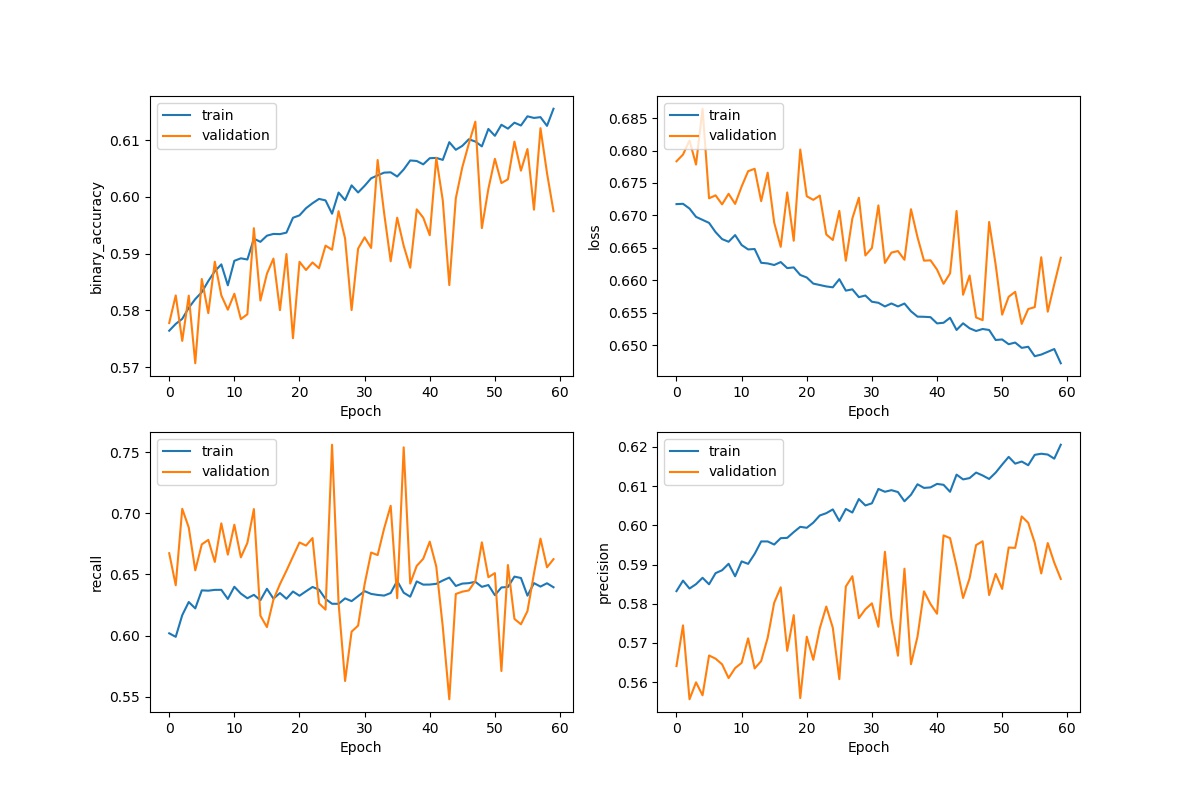 train
validation
0.61
0.60
0.59
0.58
0.57
binary_accuracy
0 10 20 30 40 50 60
Epoch
train
validation
0.685
0.680
0.675
0.670
0.665
0.660
0.655
0.650
loss
0 10 20 30 40 50 60
Epoch
train
validation
0.75
0.70
0.65
0.60
0.55
recall
0 10 20 30 40 50 60
Epoch
train
validation
0.62
0.61
0.60
0.59
0.58
0.57
0.56
precision
0 10 20 30 40 50 60
Epoch